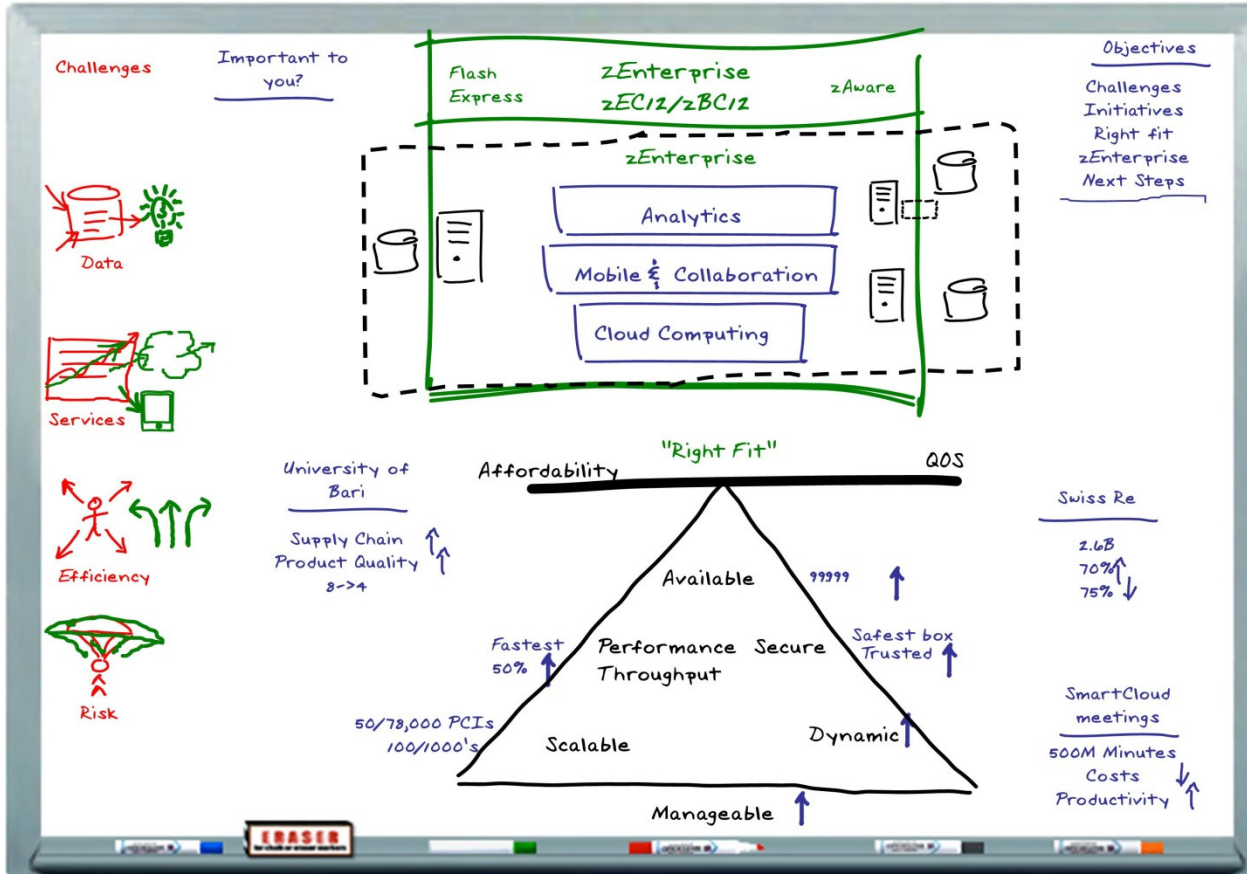 Challenges
Data
Services
Efficiency
Risk
Important to
you?
Flash
Express
zEnterprise
zEC12/zBC12
zAware
zEnterprise
Analytics
Mobile & Collaboration
Cloud Computing
Objectives
Challenges
Initiatives
Right fit
zEnterprise
Next Steps
"Right Fit"
Affordability
QOS
University of
Bari
Supply Chain
Product Quality
8->4
Available
99999
Fastest
50%
Performance
Throughput
Secure
Safest box
Trusted
50/78,000 PCIs
100/1000's
Scalable
Dynamic
Manageable
Swiss Re
2.6B
70%
75%
SmartCloud
meetings
500M Minutes
Costs
Productivity
ERASER